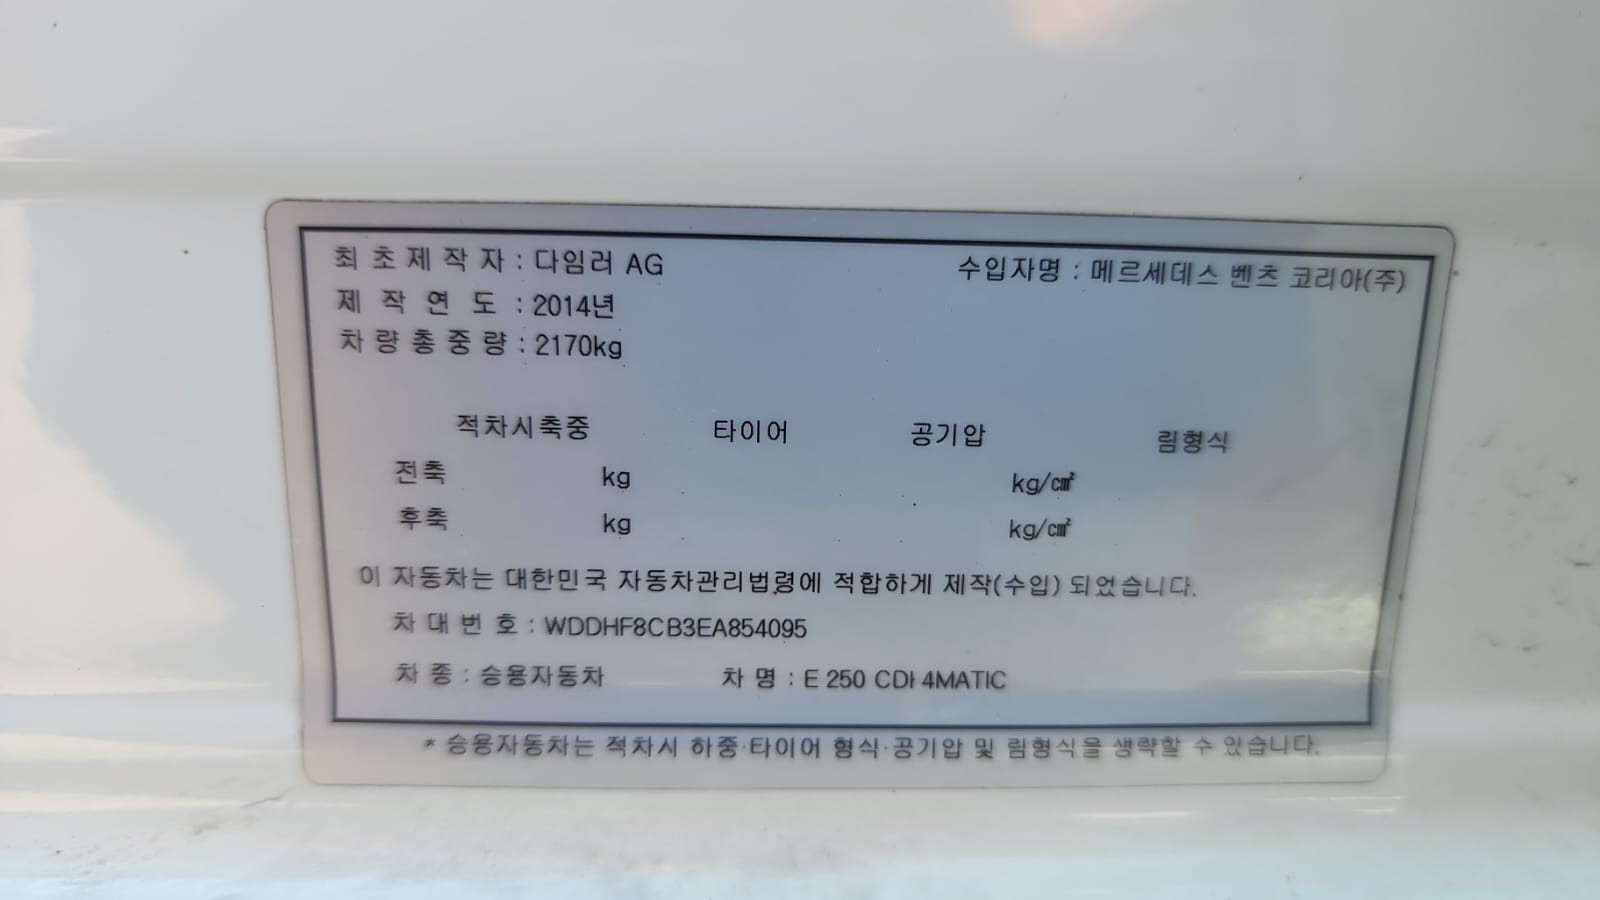 최초제작자 : 다임러 AG 수입자명 : 메르세데스 벤츠 코리아(주)
제작연도 : 2014년
차량총중량 : 2170kg
적차시축중 타이어 공기압 림형식
전축 kg kg/㎠
후축 kg kg/㎠
이 자동차는 대한민국 자동차관리법령에 적합하게 제작(수입) 되었습니다.
차대번호 : WDDHF8CB3EA854095
차종 : 승용자동차 차명 : E 250 CDI 4MATIC
* 승용자동차는 적차시 하중·타이어 형식·공기압 및 림형식을 생략할 수 있습니다.